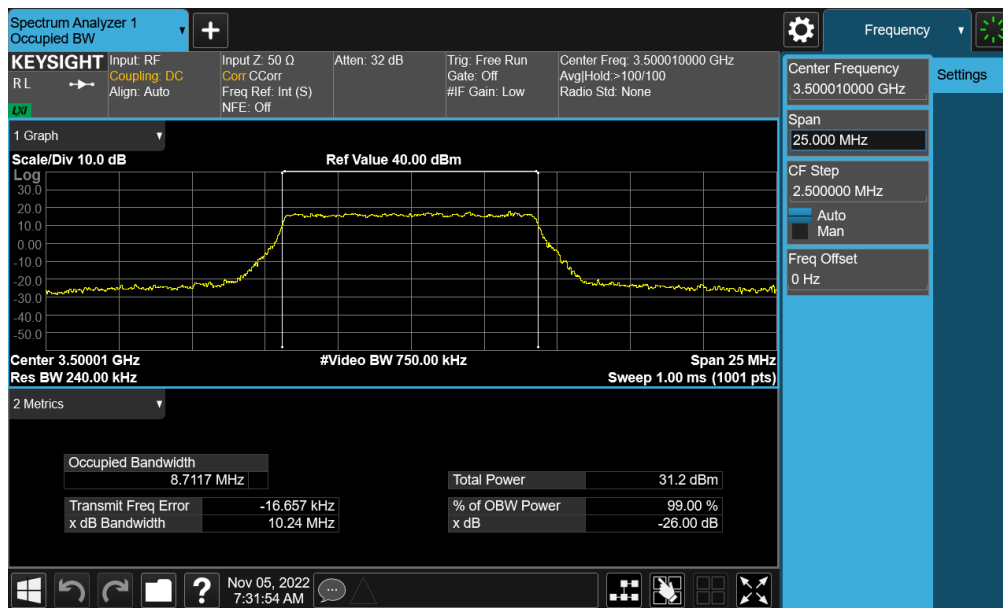 Spectrum Analyzer 1
Occupied BW
Frequency
KEYSIGHT
R L
LXI
Input: RF
Coupling: DC
Align: Auto
Input Z: 50 Ω
Corr CCorr
Freq Ref: Int (S)
NFE: Off
Atten: 32 dB
Trig: Free Run
Gate: Off
#IF Gain: Low
Center Freq: 3.500010000 GHz
Avg|Hold:>100/100
Radio Std: None
Center Frequency
3.500010000 GHz
Settings
Span
25.000 MHz
CF Step
2.500000 MHz
Auto
Man
Freq Offset
0 Hz
1 Graph
Scale/Div 10.0 dB
Ref Value 40.00 dBm
Log
30.0
20.0
10.0
0.00
-10.0
-20.0
-30.0
-40.0
-50.0
Center 3.50001 GHz
#Video BW 750.00 kHz
Span 25 MHz
Res BW 240.00 kHz
Sweep 1.00 ms (1001 pts)
2 Metrics
Occupied Bandwidth
8.7117 MHz
Total Power 31.2 dBm
Transmit Freq Error -16.657 kHz
% of OBW Power 99.00 %
x dB Bandwidth 10.24 MHz
x dB -26.00 dB
?
Nov 05, 2022
7:31:54 AM